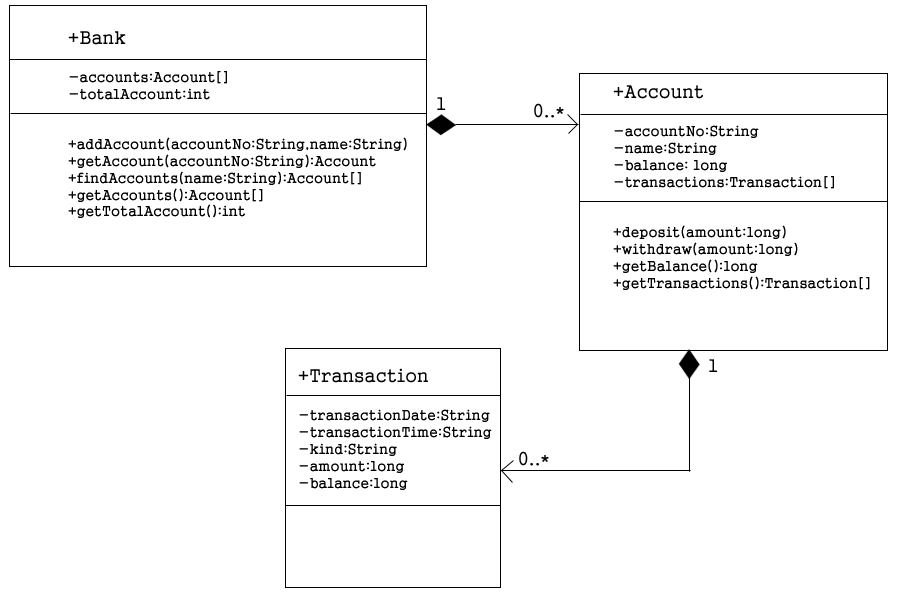 +Bank
-accounts:Account[]
-totalAccount:int
+addAccount(accountNo:String,name:String)
+getAccount(accountNo:String):Account
+findAccounts(name:String):Account[]
+getAccounts():Account[]
+getTotalAccount():int
1
0..*
+Account
-accountNo:String
-name:String
-balance: long
-transactions:Transaction[]
+deposit(amount:long)
+withdraw(amount:long)
+getBalance():long
+getTransactions():Transaction[]
1
0..*
+Transaction
-transactionDate:String
-transactionTime:String
-kind:String
-amount:long
-balance:long